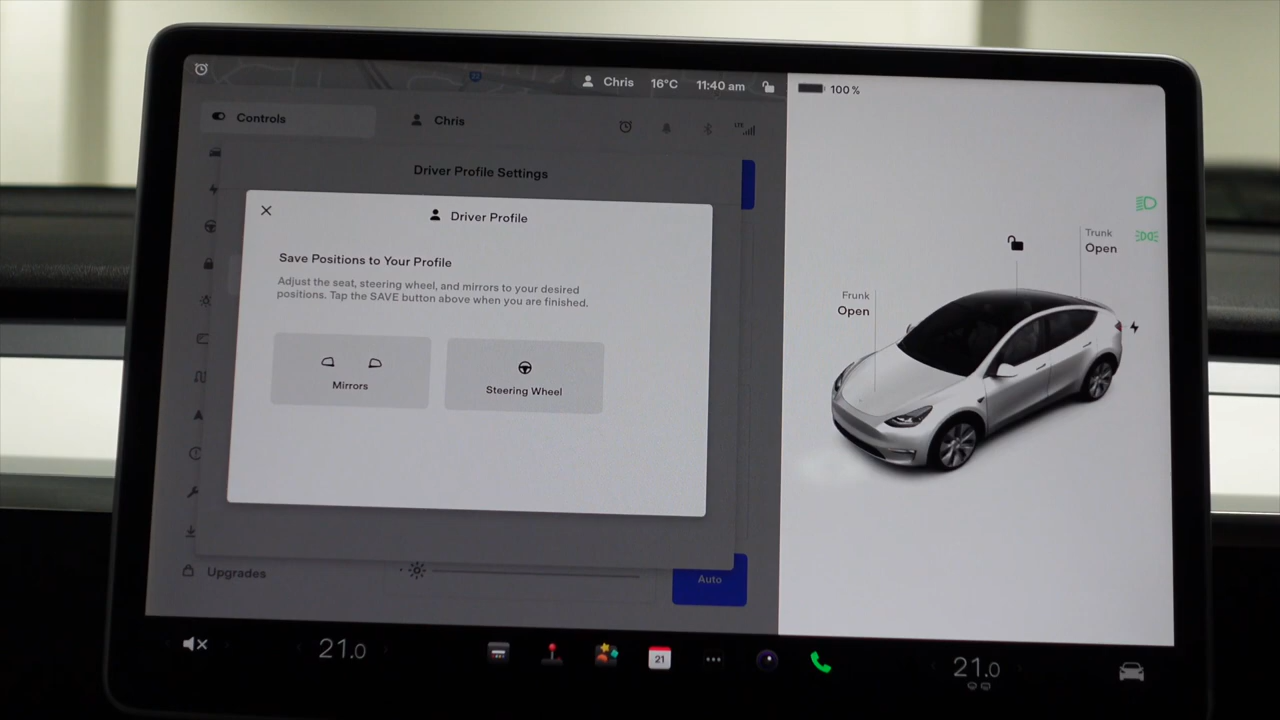 Chris 16°C 11:40 am
100 %
Controls
Chris
LTE
Driver Profile Settings
Driver Profile
Save Positions to Your Profile
Adjust the seat, steering wheel, and mirrors to your desired
positions. Tap the SAVE button above when you are finished.
Mirrors
Steering Wheel
Trunk
Open
Frunk
Open
Upgrades
Auto
21.0
21
21.0